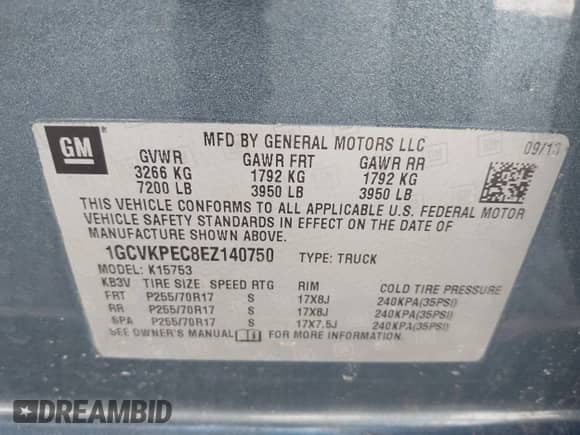 GM
MFD BY GENERAL MOTORS LLC
09/13
GVWR GAWR FRT GAWR RR
3266 KG 1792 KG 1792 KG
7200 LB 3950 LB 3950 LB
THIS VEHICLE CONFORMS TO ALL APPLICABLE U.S. FEDERAL MOTOR
VEHICLE SAFETY STANDARDS IN EFFECT ON THE DATE OF
MANUFACTURE SHOWN ABOVE.
1GCVKPEC8EZ140750 TYPE: TRUCK
MODEL: K15753
KB3V TIRE SIZE SPEED RTG RIM COLD TIRE PRESSURE
FRT P255/70R17 S 17X8J 240KPA(35PSI)
RR P255/70R17 S 17X8J 240KPA(35PSI)
SPA P255/70R17 S 17X7.5J 240KPA(35PSI)
SEE OWNER'S MANUAL FOR MORE INFORMATION.
DREAMBID